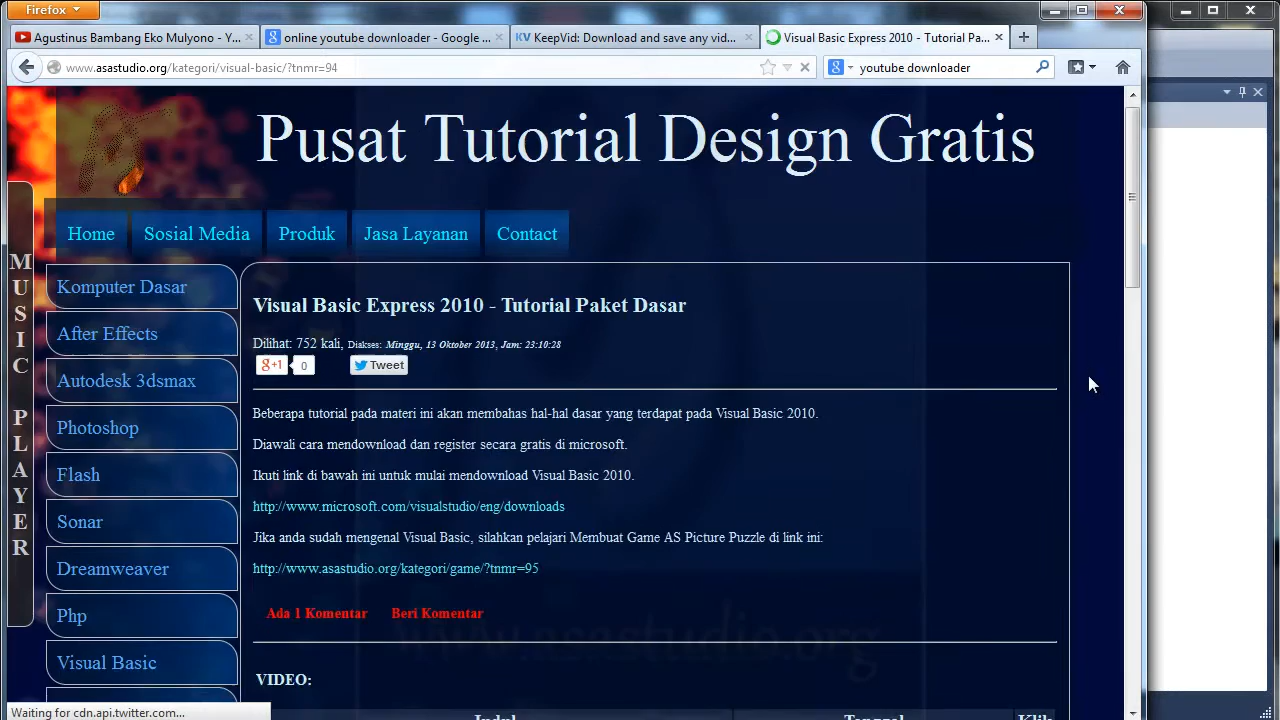 Firefox
Agustinus Bambang Eko Mulyono - Y...
online youtube downloader - Google ...
KV KeepVid: Download and save any vid...
Visual Basic Express 2010 - Tutorial Pa...
www.asastudio.org/kategori/visual-basic/?tnmr=94
youtube downloader
Pusat Tutorial Design Gratis
Home
Sosial Media
Produk
Jasa Layanan
Contact
MUSIC PLAYER
Komputer Dasar
After Effects
Autodesk 3dsmax
Photoshop
Flash
Sonar
Dreamweaver
Php
Visual Basic
Visual Basic Express 2010 - Tutorial Paket Dasar
Dilihat: 752 kali, Diakses: Minggu, 13 Oktober 2013, Jam: 23:10:28
g+1 0 Tweet
Beberapa tutorial pada materi ini akan membahas hal-hal dasar yang terdapat pada Visual Basic 2010.
Diawali cara mendownload dan register secara gratis di microsoft.
Ikuti link di bawah ini untuk mulai mendownload Visual Basic 2010.
http://www.microsoft.com/visualstudio/eng/downloads
Jika anda sudah mengenal Visual Basic, silahkan pelajari Membuat Game AS Picture Puzzle di link ini:
http://www.asastudio.org/kategori/game/?tnmr=95
Ada 1 Komentar Beri Komentar
www.asastudio.org
VIDEO:
Waiting for cdn.api.twitter.com...